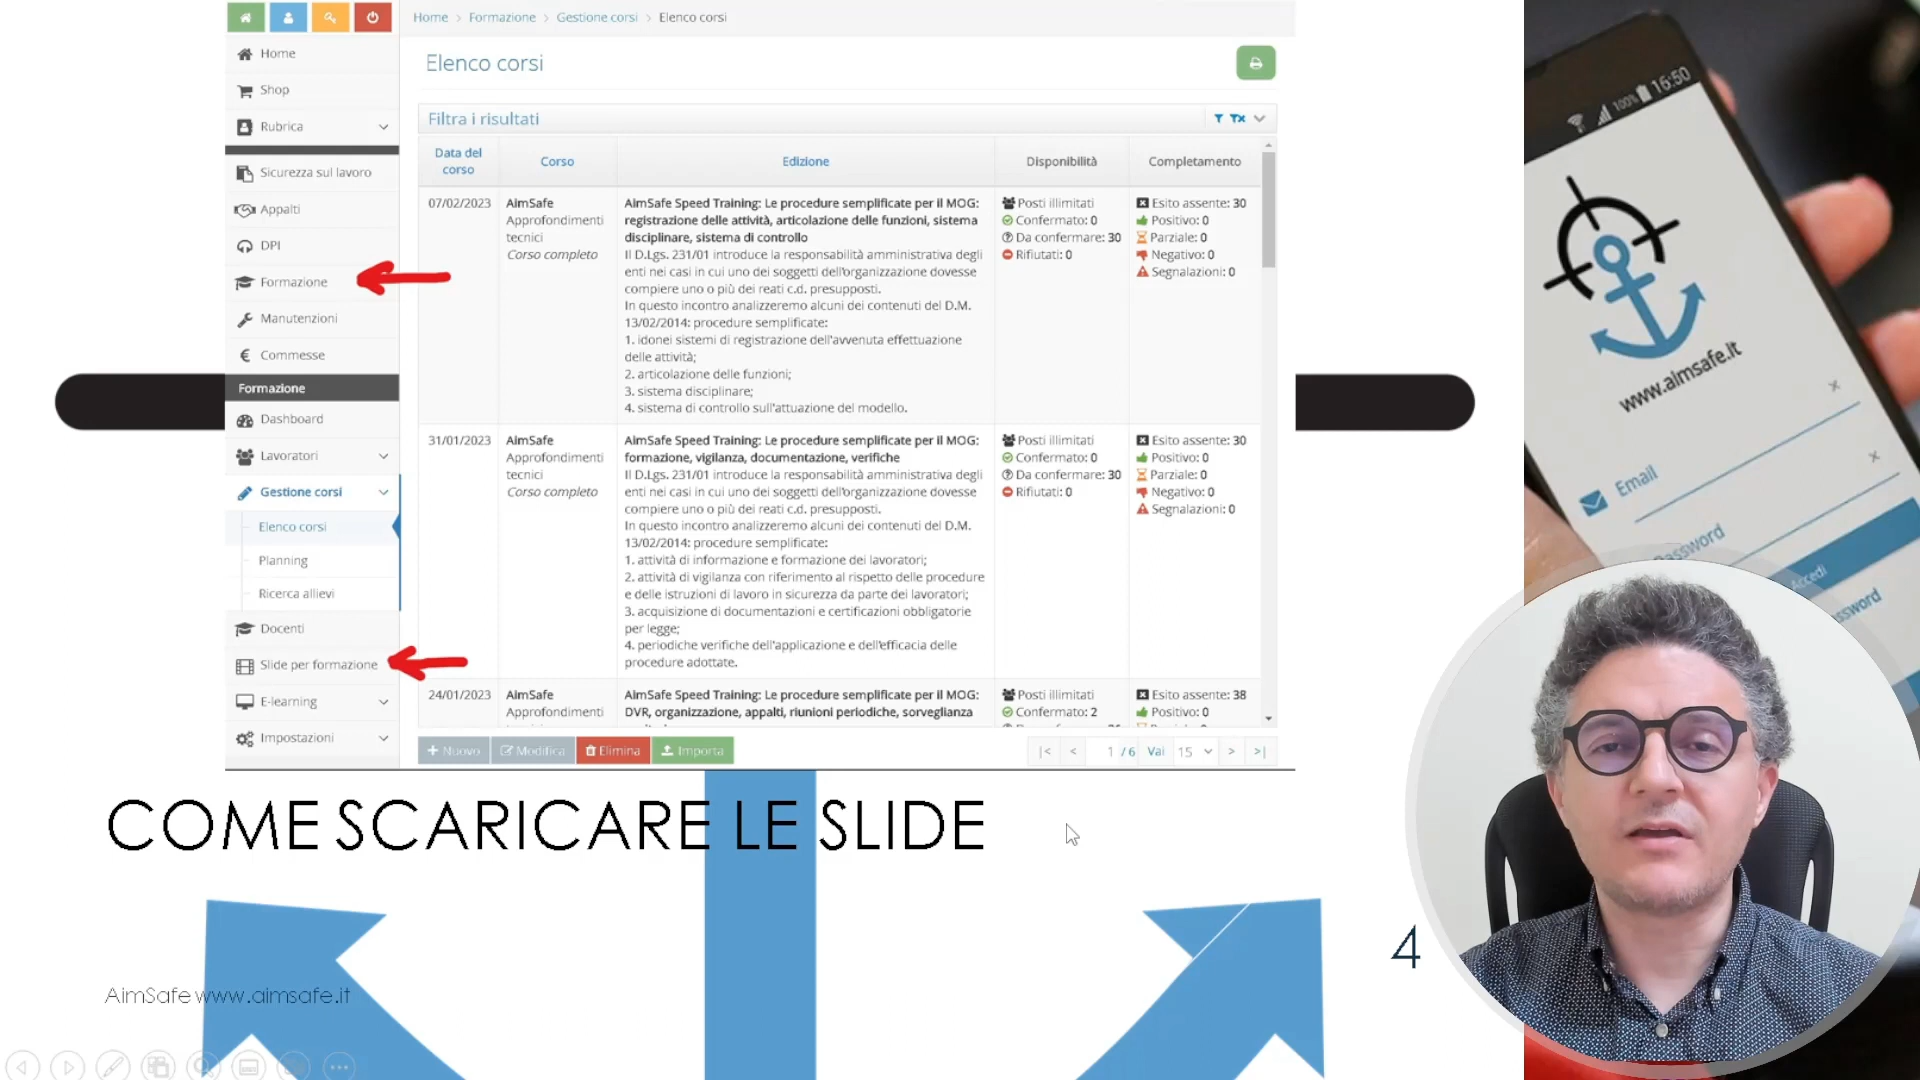 Home > Formazione > Gestione corsi > Elenco corsi
Home
Shop
Rubrica
Sicurezza sul lavoro
Appalti
DPI
Formazione
Manutenzioni
Commesse
Formazione
Dashboard
Lavoratori
Gestione corsi
Elenco corsi
Planning
Ricerca allievi
Docenti
Slide per formazione
E-learning
Impostazioni
Elenco corsi
Filtra i risultati
Data del corso
Corso
Edizione
Disponibilità
Completamento
07/02/2023
AimSafe
Approfondimenti
tecnici
Corso completo
AimSafe Speed Training: Le procedure semplificate per il MOG:
registrazione delle attività, articolazione delle funzioni, sistema
disciplinare, sistema di controllo
Il D.Lgs. 231/01 introduce la responsabilità amministrativa degli
enti nei casi in cui uno dei soggetti dell'organizzazione dovesse
compiere uno o più dei reati c.d. presupposti.
In questo incontro analizzeremo alcuni dei contenuti del D.M.
13/02/2014: procedure semplificate:
1. idonei sistemi di registrazione dell'avvenuta effettuazione
delle attività;
2. articolazione delle funzioni;
3. sistema disciplinare;
4. sistema di controllo sull'attuazione del modello.
Posti illimitati
Confermato: 0
Da confermare: 30
Rifiutati: 0
Esito assente: 30
Positivo: 0
Parziale: 0
Negativo: 0
Segnalazioni: 0
31/01/2023
AimSafe
Approfondimenti
tecnici
Corso completo
AimSafe Speed Training: Le procedure semplificate per il MOG:
formazione, vigilanza, documentazione, verifiche
Il D.Lgs. 231/01 introduce la responsabilità amministrativa degli
enti nei casi in cui uno dei soggetti dell'organizzazione dovesse
compiere uno o più dei reati c.d. presupposti.
In questo incontro analizzeremo alcuni dei contenuti del D.M.
13/02/2014: procedure semplificate:
1. attività di informazione e formazione dei lavoratori;
2. attività di vigilanza con riferimento al rispetto delle procedure
e delle istruzioni di lavoro in sicurezza da parte dei lavoratori;
3. acquisizione di documentazioni e certificazioni obbligatorie
per legge;
4. periodiche verifiche dell'applicazione e dell'efficacia delle
procedure adottate.
Posti illimitati
Confermato: 0
Da confermare: 30
Rifiutati: 0
Esito assente: 30
Positivo: 0
Parziale: 0
Negativo: 0
Segnalazioni: 0
24/01/2023
AimSafe
Approfondimenti
AimSafe Speed Training: Le procedure semplificate per il MOG:
DVR, organizzazione, appalti, riunioni periodiche, sorveglianza
Posti illimitati
Confermato: 2
Esito assente: 38
Positivo: 0
Nuovo
Modifica
Elimina
Importa
|< < 1 / 6 Vai 15 > >|
COME SCARICARE LE SLIDE
4
AimSafe www.aimsafe.it
100% 16:50
www.aimsafe.it
Email
Password
Accedi